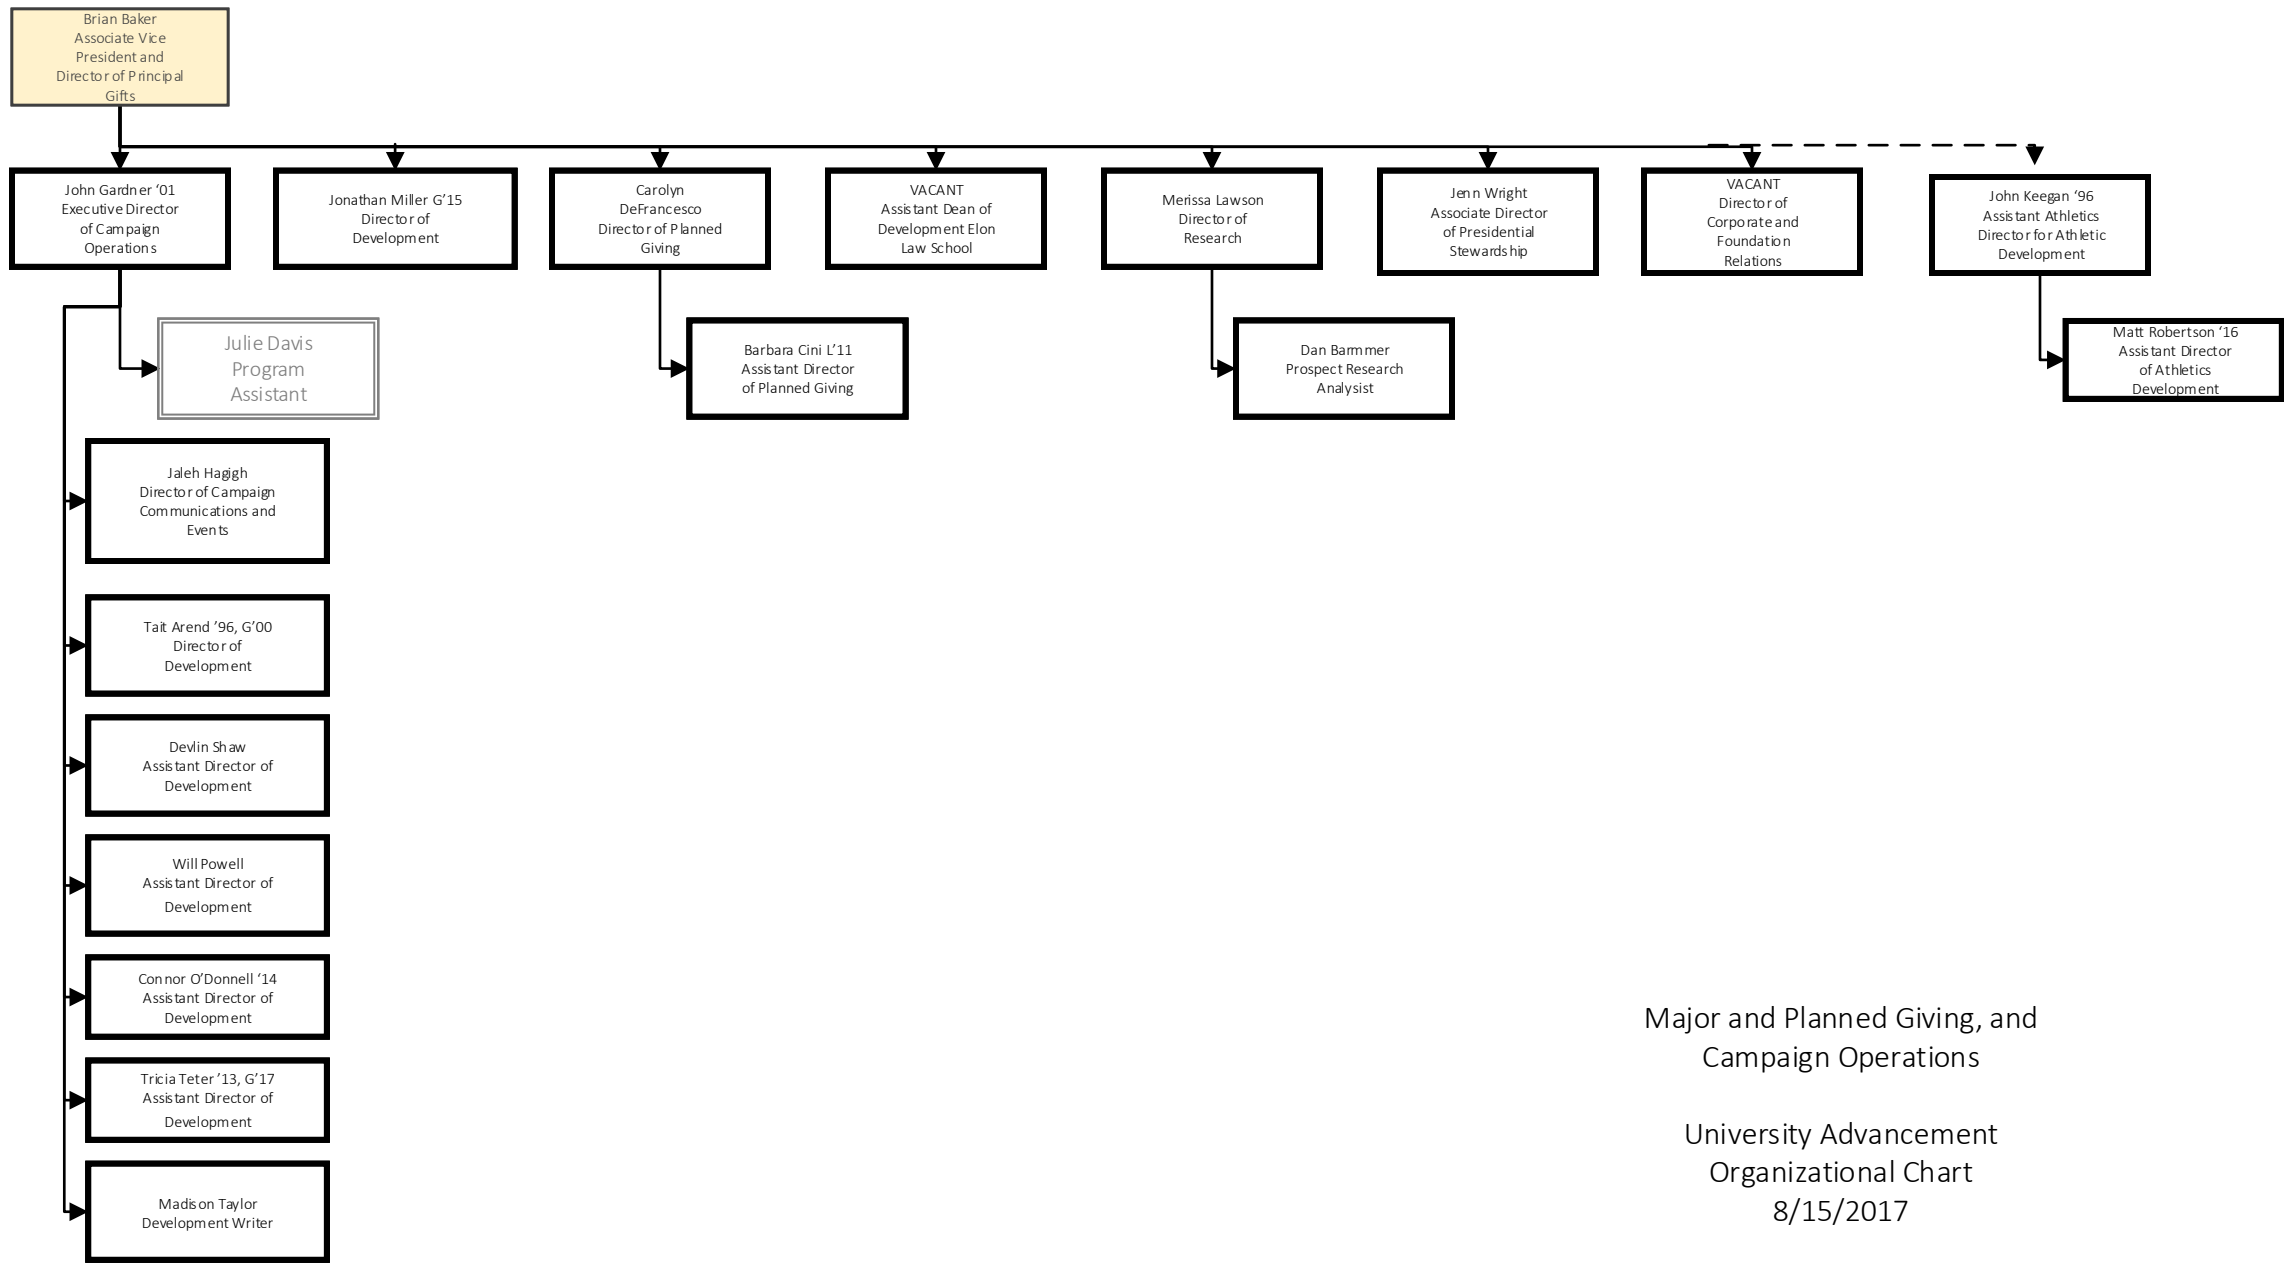 Brian Baker
Associate Vice
President and
Director of Principal
Gifts
John Gardner ‘01
Executive Director
of Campaign
Operations
Jonathan Miller G’15
Director of
Development
Carolyn
DeFrancesco
Director of Planned
Giving
VACANT
Assistant Dean of
Development Elon
Law School
Merissa Lawson
Director of
Research
Jenn Wright
Associate Director
of Presidential
Stewardship
VACANT
Director of
Corporate and
Foundation
Relations
John Keegan ‘96
Assistant Athletics
Director for Athletic
Development
Julie Davis
Program
Assistant
Barbara Cini L’11
Assistant Director
of Planned Giving
Dan Barmmer
Prospect Research
Analysist
Matt Robertson ‘16
Assistant Director
of Athletics
Development
Jaleh Hagigh
Director of Campaign
Communications and
Events
Tait Arend ’96, G’00
Director of
Development
Devlin Shaw
Assistant Director of
Development
Will Powell
Assistant Director of
Development
Connor O’Donnell ‘14
Assistant Director of
Development
Tricia Teter ’13, G’17
Assistant Director of
Development
Madison Taylor
Development Writer
Major and Planned Giving, and
Campaign Operations
University Advancement
Organizational Chart
8/15/2017